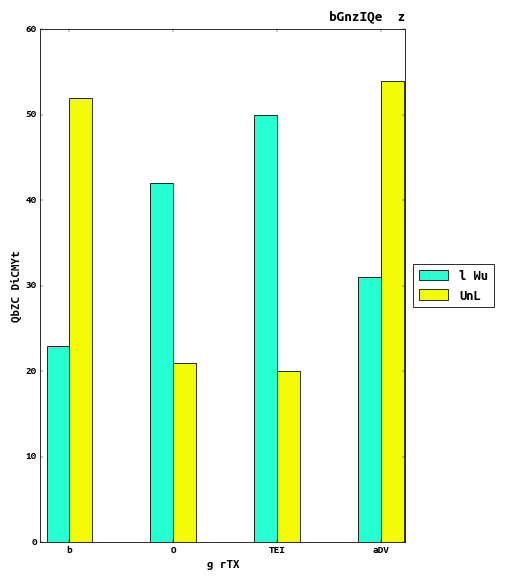 bGnzIQe  z
60
50
40
30
20
10
0
QbZC DiCMYt
b O TEI aDV
g rTX
l Wu
UnL